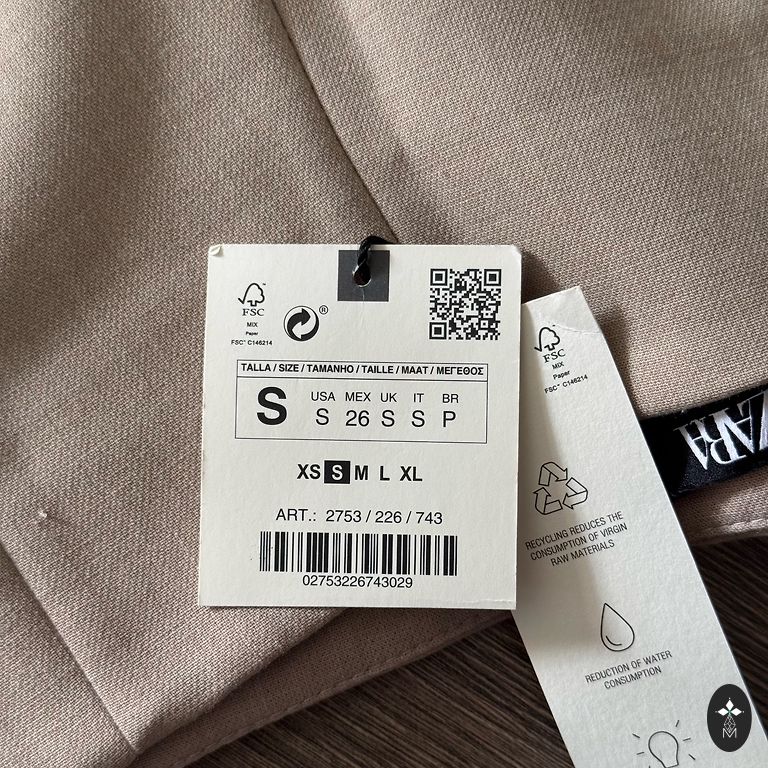 FSC
MIX
Paper
FSC™ C146214
®
TALLA / SIZE / TAMANHO / TAILLE / MAAT / ΜΕΓΕΘΟΣ
S
USA MEX UK IT BR
S 26 S S P
XS S M L XL
ART.: 2753 / 226 / 743
02753226743029
FSC
MIX
Paper
FSC™ C146214
RECYCLING REDUCES THE
CONSUMPTION OF VIRGIN
RAW MATERIALS
REDUCTION OF WATER
CONSUMPTION
ZARA
M